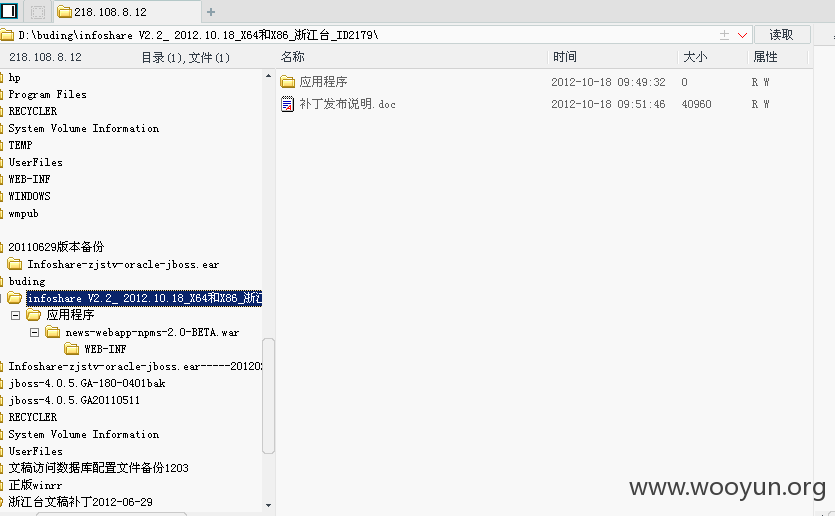 218.108.8.12
D:\buding\infoshare V2.2_ 2012.10.18_X64和X86_浙江台_ID2179\
读取
218.108.8.12 目录(1),文件(1)
名称 时间 大小 属性
应用程序 2012-10-18 09:49:32 0 R W
补丁发布说明.doc 2012-10-18 09:51:46 40960 R W
hp
Program Files
RECYCLER
System Volume Information
TEMP
UserFiles
WEB-INF
WINDOWS
wmpub
20110629版本备份
Infoshare-zjstv-oracle-jboss.ear
buding
infoshare V2.2_ 2012.10.18_X64和X86_浙江
应用程序
news-webapp-npms-2.0-BETA.war
WEB-INF
Infoshare-zjstv-oracle-jboss.ear-----20120
jboss-4.0.5.GA-180-0401bak
jboss-4.0.5.GA20110511
RECYCLER
System Volume Information
UserFiles
文稿访问数据库配置文件备份1203
正版winrr
浙江台文稿补丁2012-06-29
www.wooyun.org